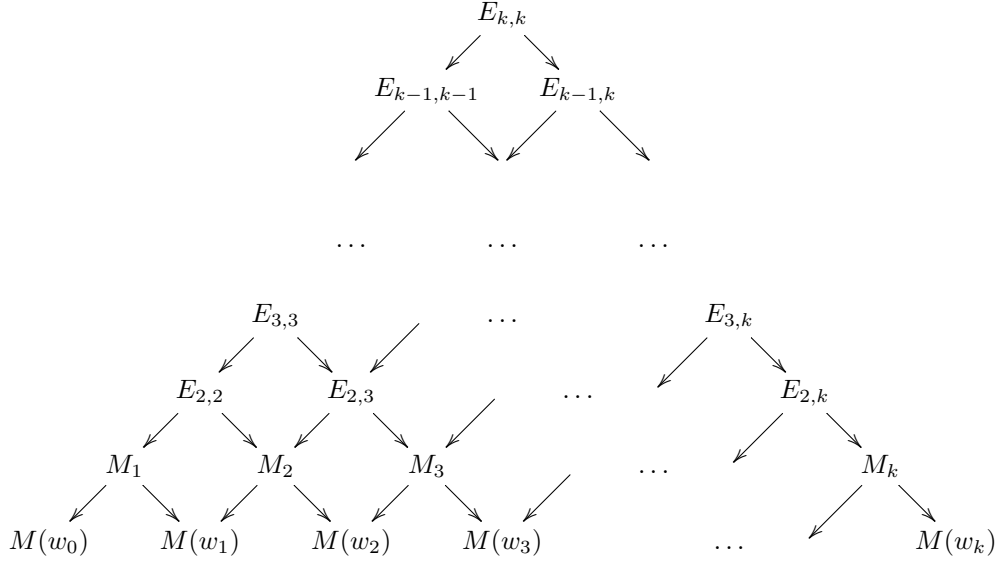 E_{k,k}
E_{k-1,k-1} E_{k-1,k}
... ... ...
E_{3,3} ... E_{3,k}
E_{2,2} E_{2,3} ... E_{2,k}
M_1 M_2 M_3 ... M_k
M(w_0) M(w_1) M(w_2) M(w_3) ... M(w_k)